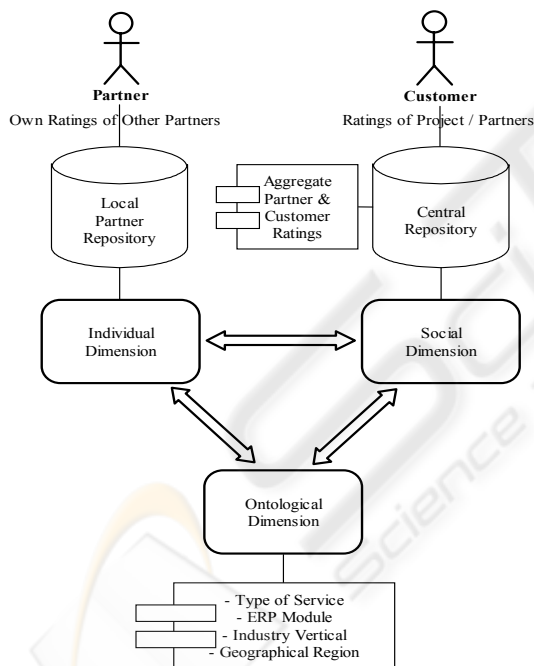 Partner
Customer
Own Ratings of Other Partners
Ratings of Project / Partners
Local
Partner
Repository
Aggregate
Partner &
Customer
Ratings
Central
Repository
Individual
Dimension
Social
Dimension
Ontological
Dimension
- Type of Service
- ERP Module
- Industry Vertical
- Geographical Region
Science